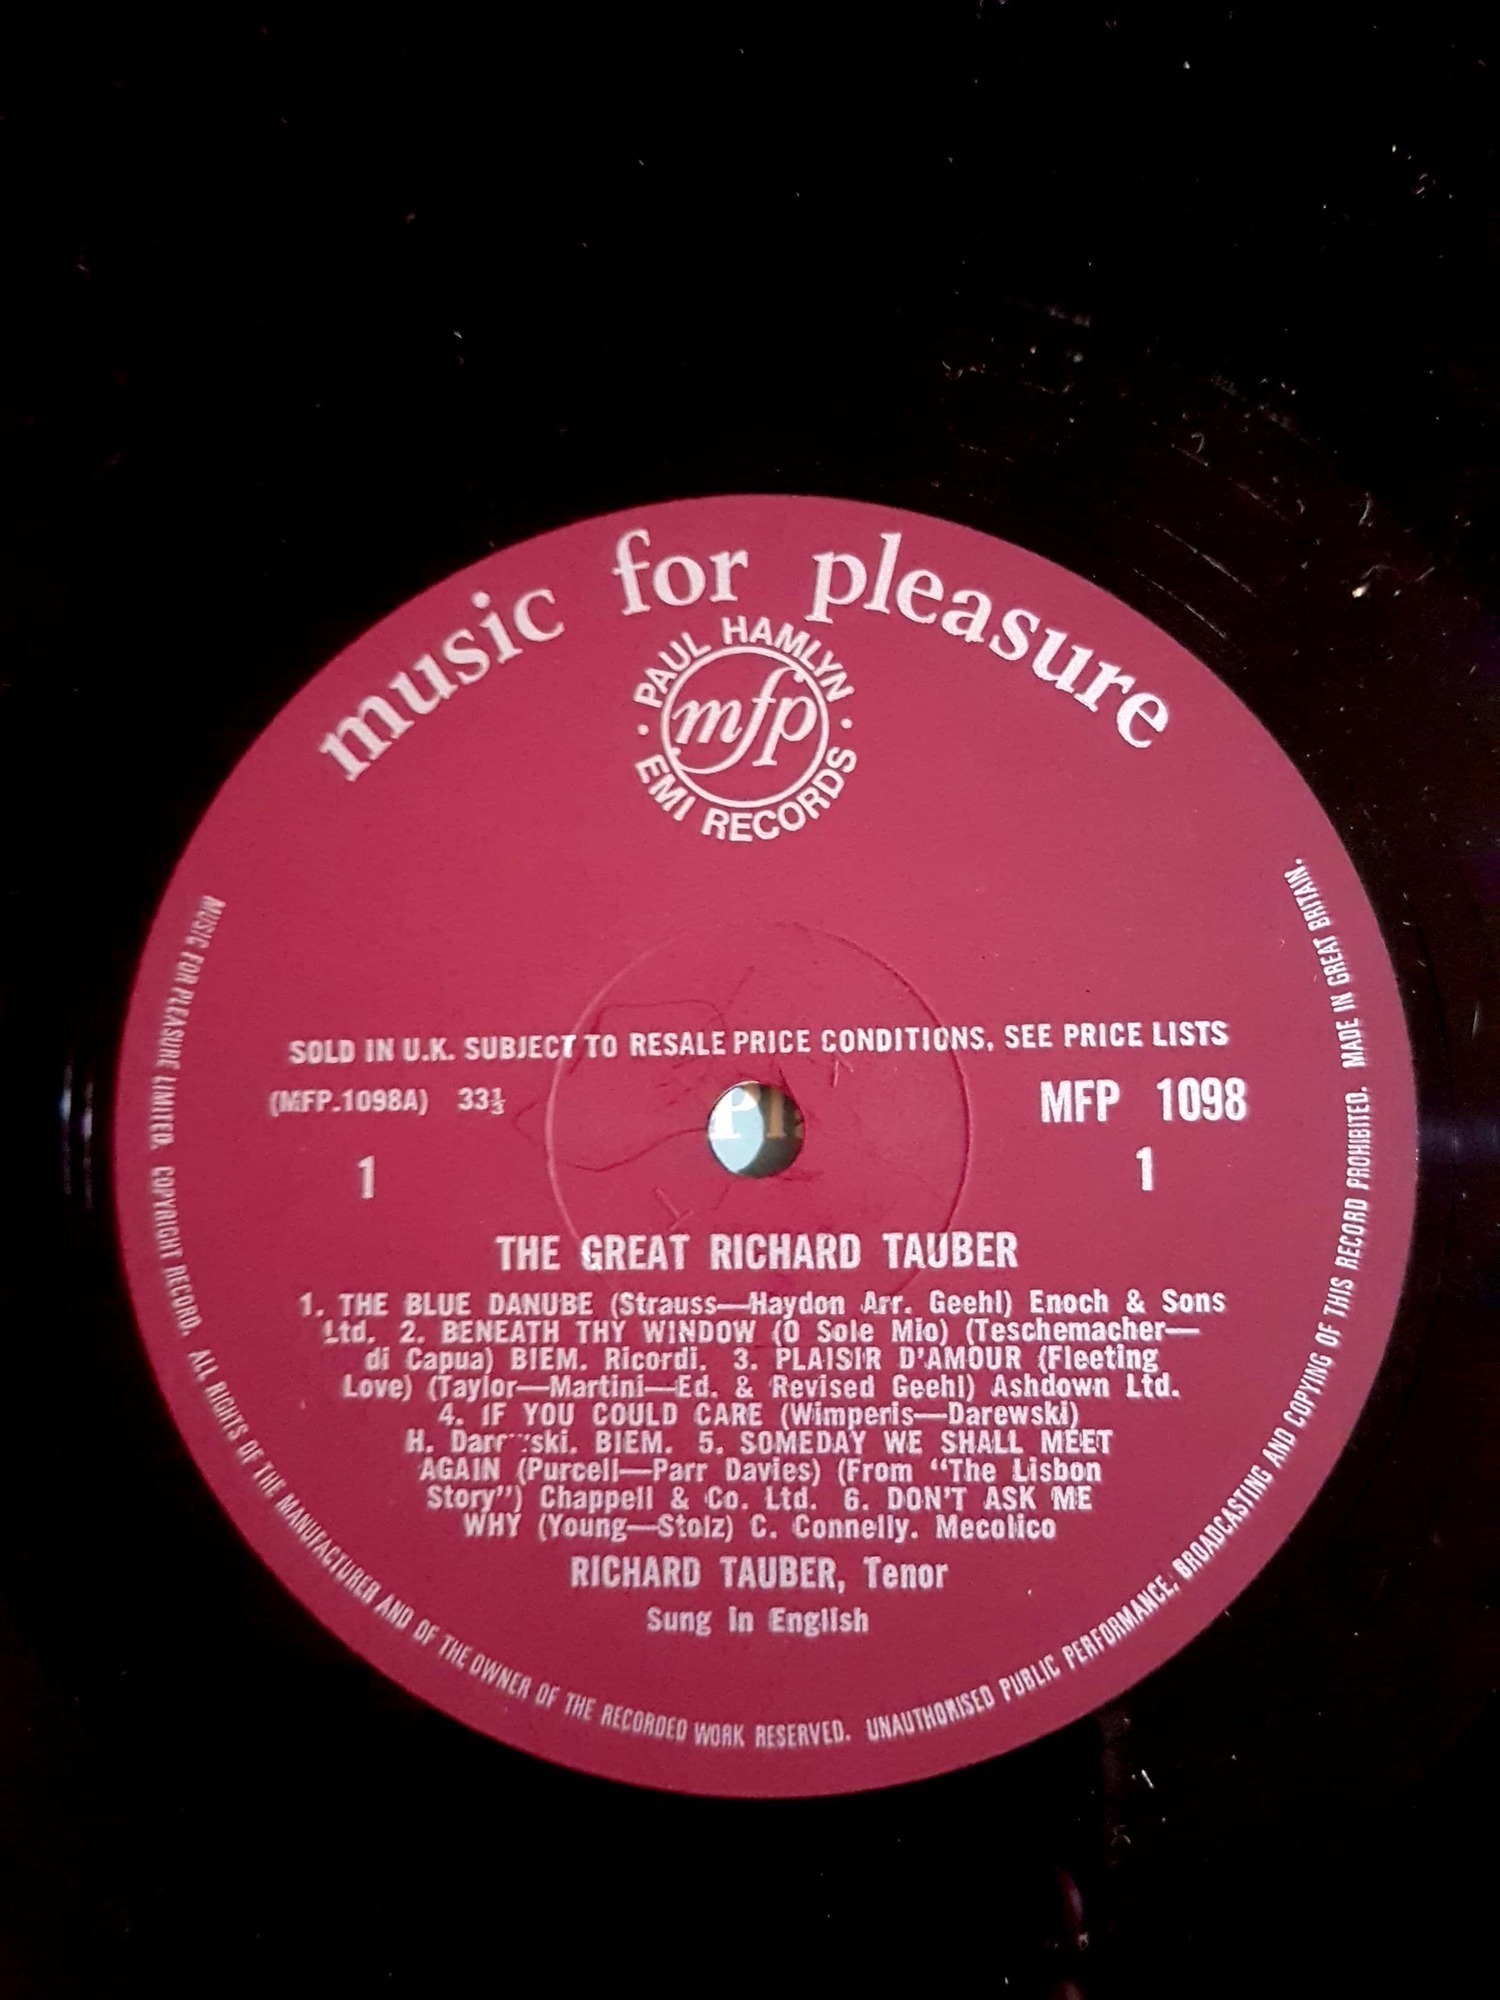 music for pleasure
PAUL HAMLYN
mfp
· EMI RECORDS ·
SOLD IN U.K. SUBJECT TO RESALE PRICE CONDITIONS, SEE PRICE LISTS
(MFP.1098A) 33⅓ MFP 1098
1 1
THE GREAT RICHARD TAUBER
1. THE BLUE DANUBE (Strauss—Haydon Arr. Geehl) Enoch & Sons
Ltd. 2. BENEATH THY WINDOW (O Sole Mio) (Teschemacher—
di Capua) BIEM. Ricordi. 3. PLAISIR D'AMOUR (Fleeting
Love) (Taylor—Martini—Ed. & Revised Geehl) Ashdown Ltd.
4. IF YOU COULD CARE (Wimperis—Darewski)
H. BIEM. 5. SOMEDAY WE SHALL MEET
AGAIN (Purcell—Parr Davies) (From “The Lisbon
Story”) Chappell & Co. Ltd. 6. DON'T ASK ME
WHY (Young—Stolz) C. Connelly. Mecolico
RICHARD TAUBER, Tenor
Sung in English
MUSIC FOR PLEASURE LIMITED. COPYRIGHT RECORD. ALL RIGHTS OF THE MANUFACTURER AND OF THE OWNER OF THE RECORDED WORK RESERVED. UNAUTHORISED PUBLIC PERFORMANCE, BROADCASTING AND COPYING OF THIS RECORD PROHIBITED. MADE IN GREAT BRITAIN.